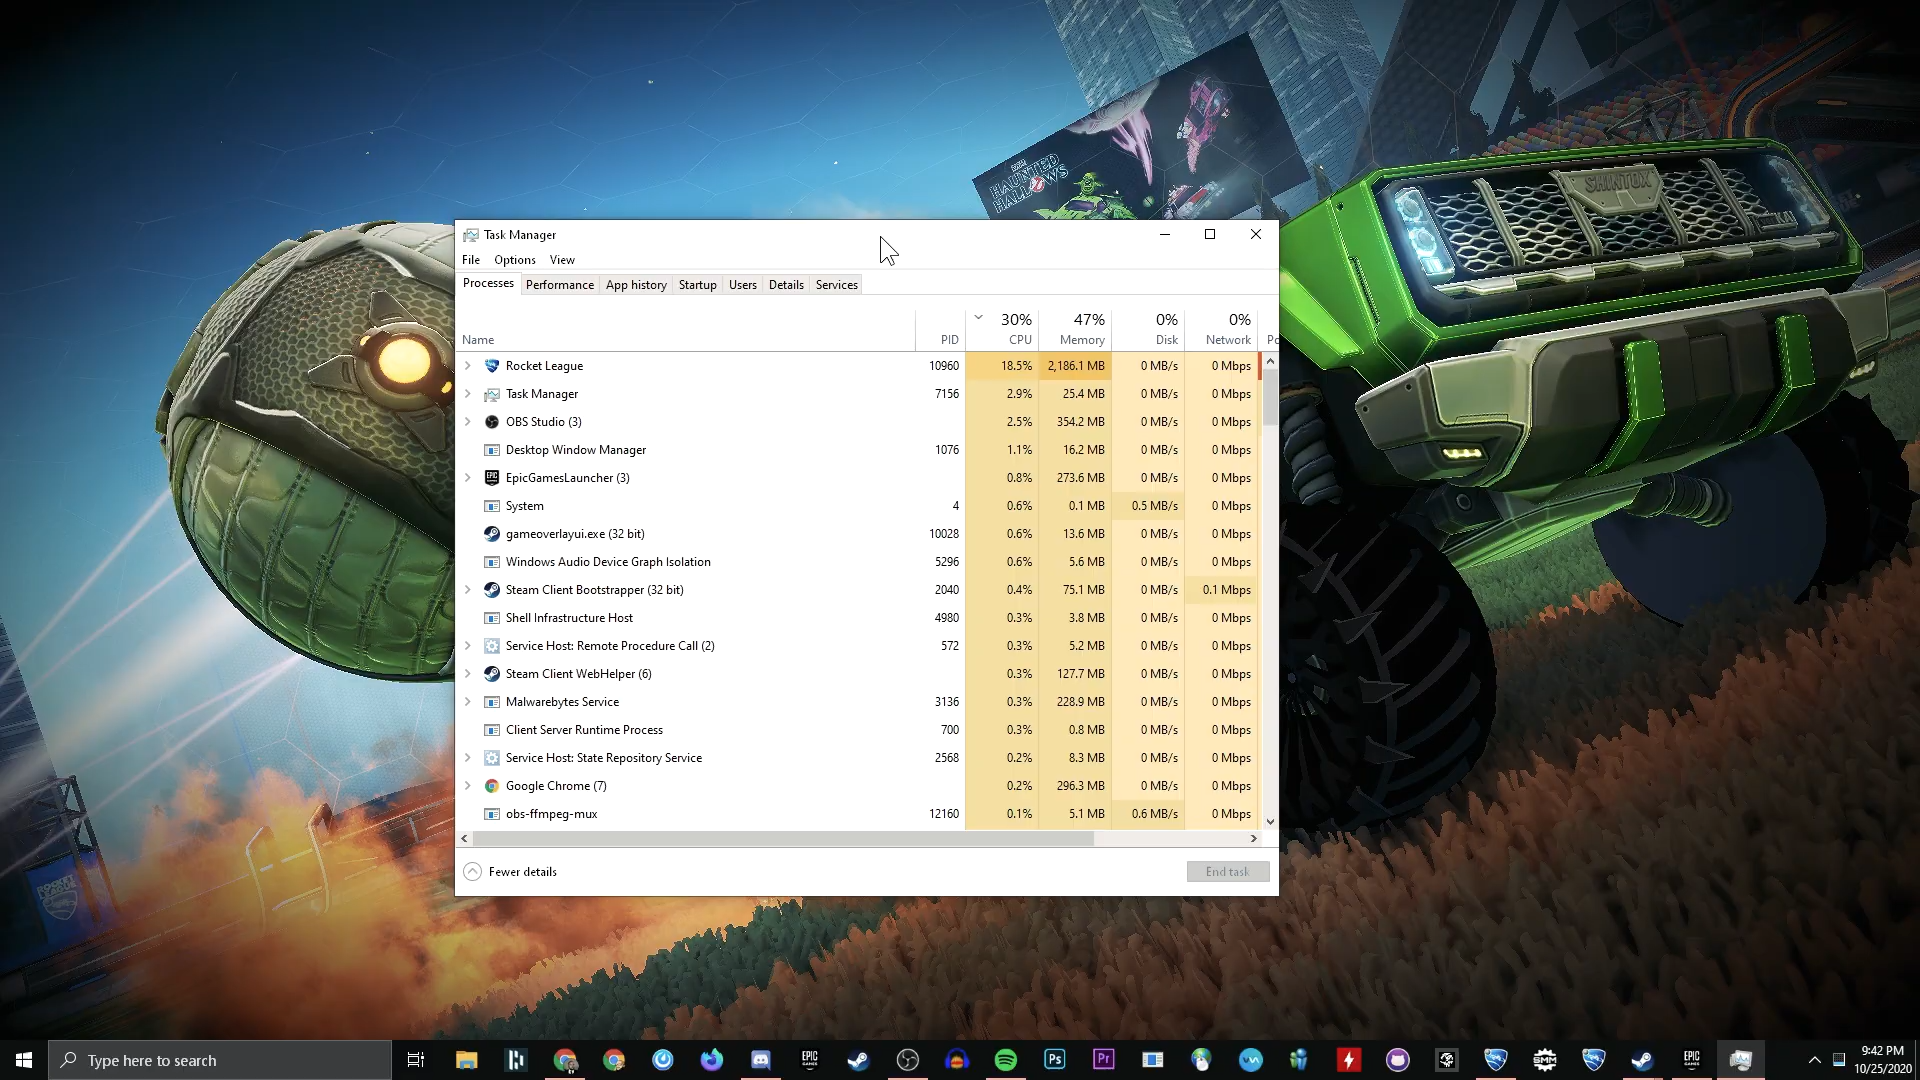 HAUNTED
HALLOWS
SHINTOX
Task Manager
File Options View
Processes Performance App history Startup Users Details Services
30% 47% 0% 0%
Name PID CPU Memory Disk Network Po
Rocket League 10960 18.5% 2,186.1 MB 0 MB/s 0 Mbps
Task Manager 7156 2.9% 25.4 MB 0 MB/s 0 Mbps
OBS Studio (3) 2.5% 354.2 MB 0 MB/s 0 Mbps
Desktop Window Manager 1076 1.1% 16.2 MB 0 MB/s 0 Mbps
EpicGamesLauncher (3) 0.8% 273.6 MB 0 MB/s 0 Mbps
System 4 0.6% 0.1 MB 0.5 MB/s 0 Mbps
gameoverlayui.exe (32 bit) 10028 0.6% 13.6 MB 0 MB/s 0 Mbps
Windows Audio Device Graph Isolation 5296 0.6% 5.6 MB 0 MB/s 0 Mbps
Steam Client Bootstrapper (32 bit) 2040 0.4% 75.1 MB 0 MB/s 0.1 Mbps
Shell Infrastructure Host 4980 0.3% 3.8 MB 0 MB/s 0 Mbps
Service Host: Remote Procedure Call (2) 572 0.3% 5.2 MB 0 MB/s 0 Mbps
Steam Client WebHelper (6) 0.3% 127.7 MB 0 MB/s 0 Mbps
Malwarebytes Service 3136 0.3% 228.9 MB 0 MB/s 0 Mbps
Client Server Runtime Process 700 0.3% 0.8 MB 0 MB/s 0 Mbps
Service Host: State Repository Service 2568 0.2% 8.3 MB 0 MB/s 0 Mbps
Google Chrome (7) 0.2% 296.3 MB 0 MB/s 0 Mbps
obs-ffmpeg-mux 12160 0.1% 5.1 MB 0.6 MB/s 0 Mbps
Fewer details End task
ROCKET
LEAGUE
Type here to search
EPIC
GAMES
Ps
Pr
SMM
EPIC
GAMES
9:42 PM
10/25/2020